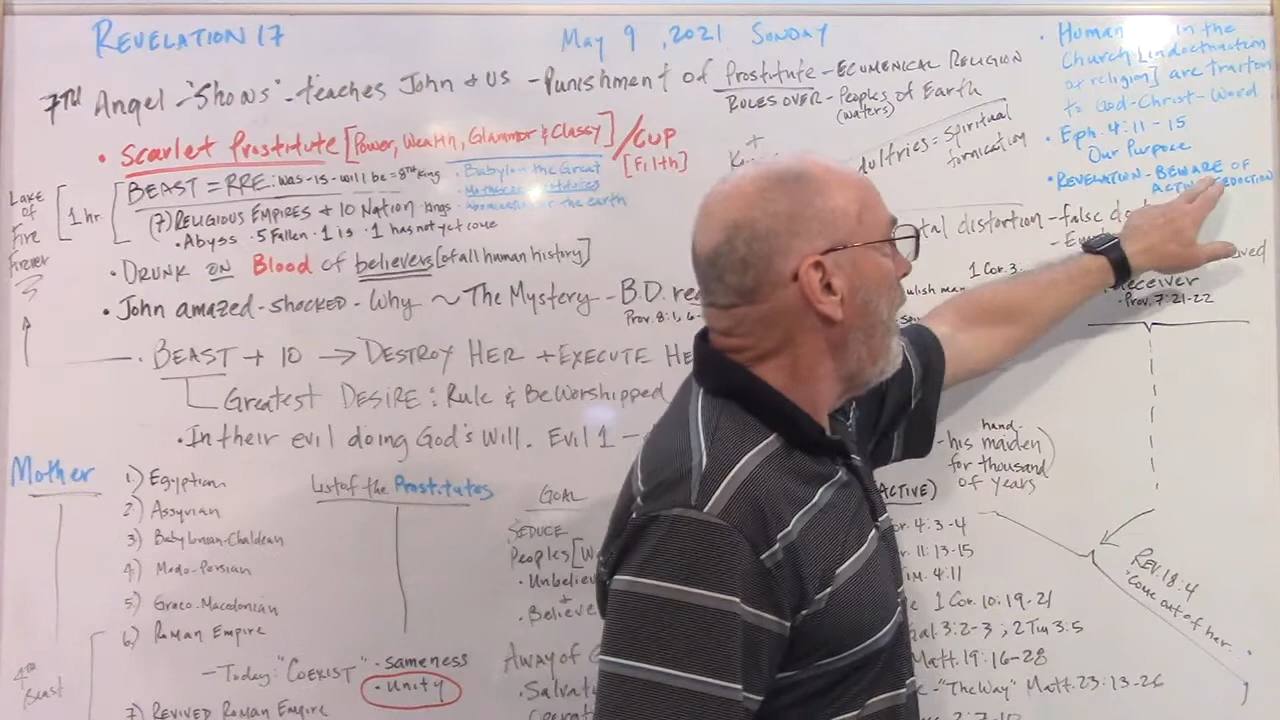 REVELATION 17
May 9, 2021 SUNDAY
7TH Angel - "Shows" - teaches John & US - Punishment of Prostitute - ECUMENICAL RELIGION
RULES OVER - Peoples of Earth
(waters)
• Scarlet Prostitute [Power, Wealth, Glammor & Classy] / CUP
[Filth]
BEAST = RRE: was-is-will be = 8TH King
• Babylon the Great
(7) RELIGIOUS EMPIRES + 10 NATION Kings
for the earth
• Abyss • 5 Fallen • 1 is • 1 has not yet come
Lake of Fire Forever
1 hr
• DRUNK ON Blood of believers [of all human history]
• John amazed - shocked - Why ~ The Mystery - B.D.
Prov. 8:1, 6-
• BEAST + 10 → DESTROY HER + EXECUTE
Greatest DESIRE: Rule & Be Worshipped
• In their evil doing God's will. Evil 1 -
+
= Spiritual
fornication
distortion - false
1 Cor. 3:
• Prov. 7:21-22
• Human in the
Church [indoctraction
or religion] are traitors
to God-Christ-Word
• Eph. 4:11-15
Our Purpose
• REVELATION - BEWARE OF
Mother
1) Egyptian
2) Assyrian
3) Babylonian-Chaldean
4) Medo-Persian
5) Greco-Macedonian
6) Roman Empire
- Today: "COEXIST" • sameness
• Unity
7) REVIVED ROMAN EMPIRE
4TH Beast
List of the Prostitutes
GOAL
SEDUCE
Peoples
• Unbelie
+
• Believe
AWAY of
• Salvat
- his maiden
hand-
for thousand
of years
(ACTIVE)
4:3-4
11:13-15
4:11
1 Cor. 10:19-21
3:2-3; 2 Tim 3:5
Matt. 19:16-28
- "The Way" Matt. 23:13-26
2:7-10
REV. 18:4
"Come out of her..